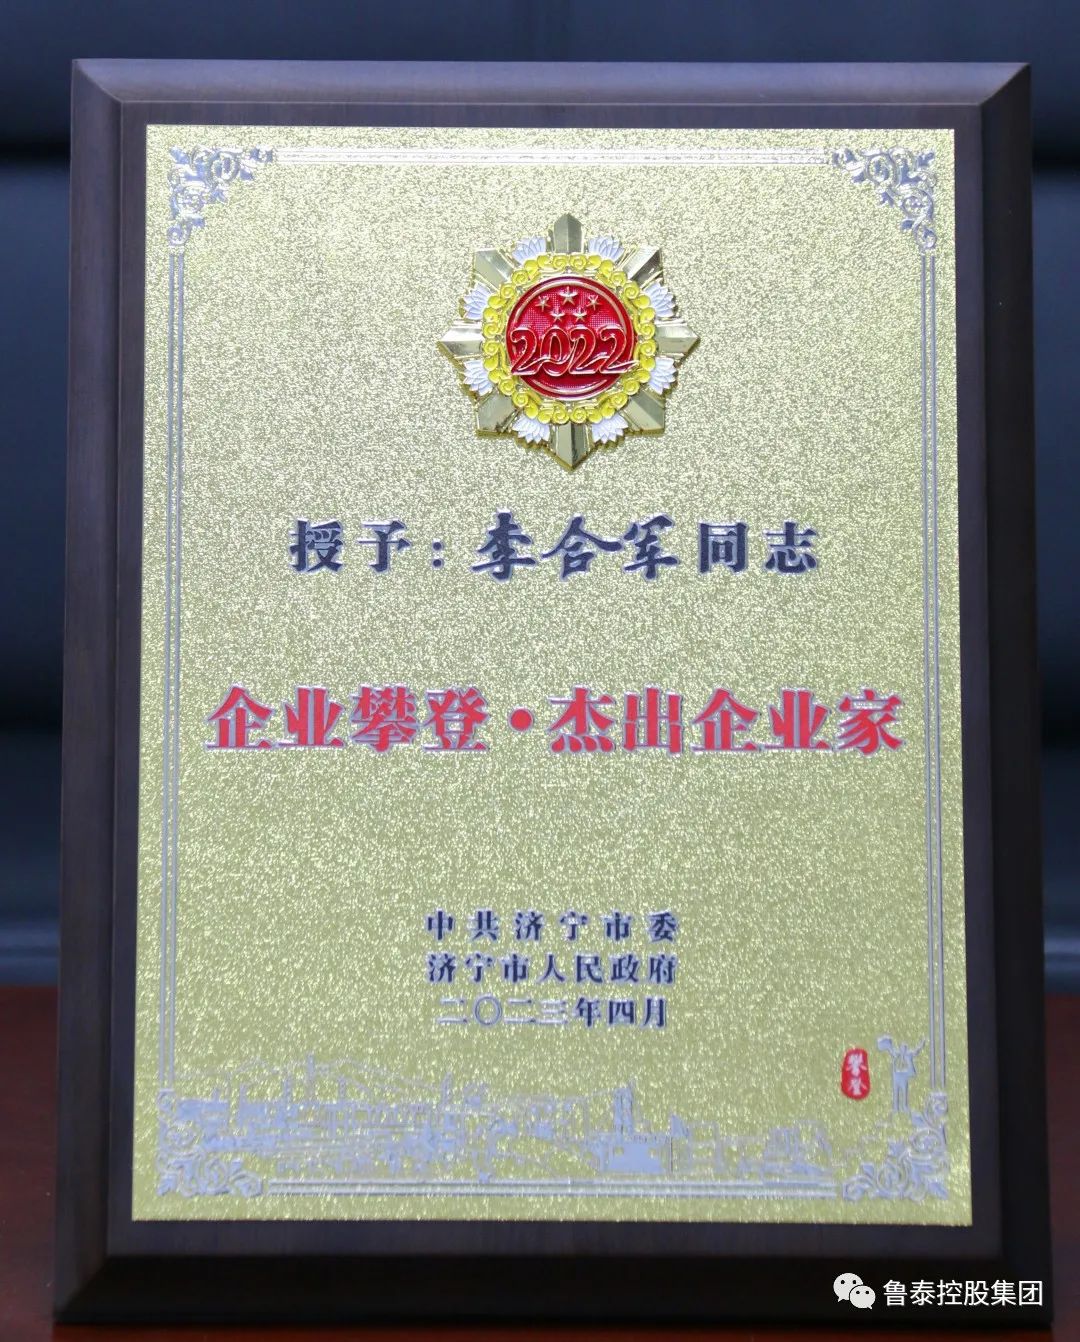 2022
授予：李合军同志
企业攀登·杰出企业家
中共济宁市委
济宁市人民政府
二〇二三年四月
攀登
鲁泰控股集团